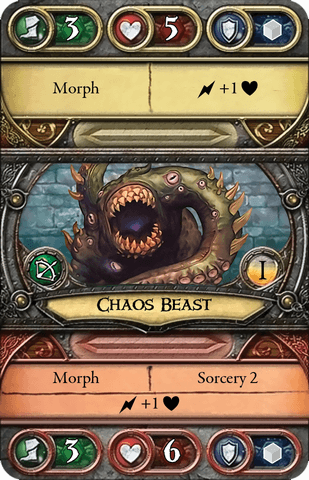 3 5
Morph +1
CHAOS BEAST
I
Morph Sorcery 2
+1
3 6